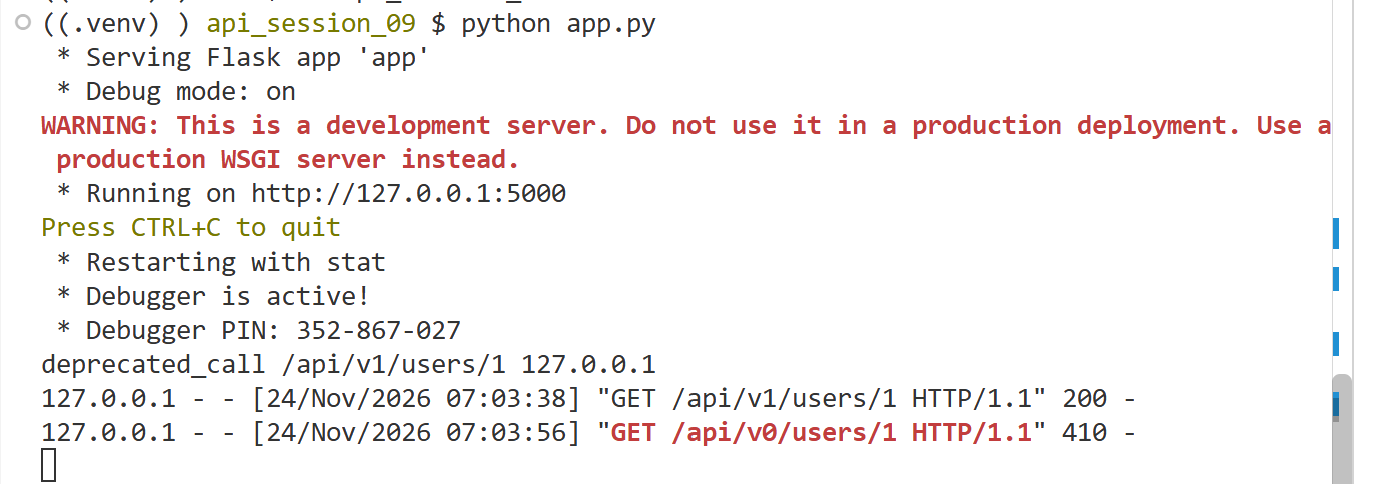 ((.venv) ) api_session_09 $ python app.py
 * Serving Flask app 'app'
 * Debug mode: on
WARNING: This is a development server. Do not use it in a production deployment. Use a
 production WSGI server instead.
 * Running on http://127.0.0.1:5000
Press CTRL+C to quit
 * Restarting with stat
 * Debugger is active!
 * Debugger PIN: 352-867-027
deprecated_call /api/v1/users/1 127.0.0.1
127.0.0.1 - - [24/Nov/2026 07:03:38] "GET /api/v1/users/1 HTTP/1.1" 200 -
127.0.0.1 - - [24/Nov/2026 07:03:56] "GET /api/v0/users/1 HTTP/1.1" 410 -